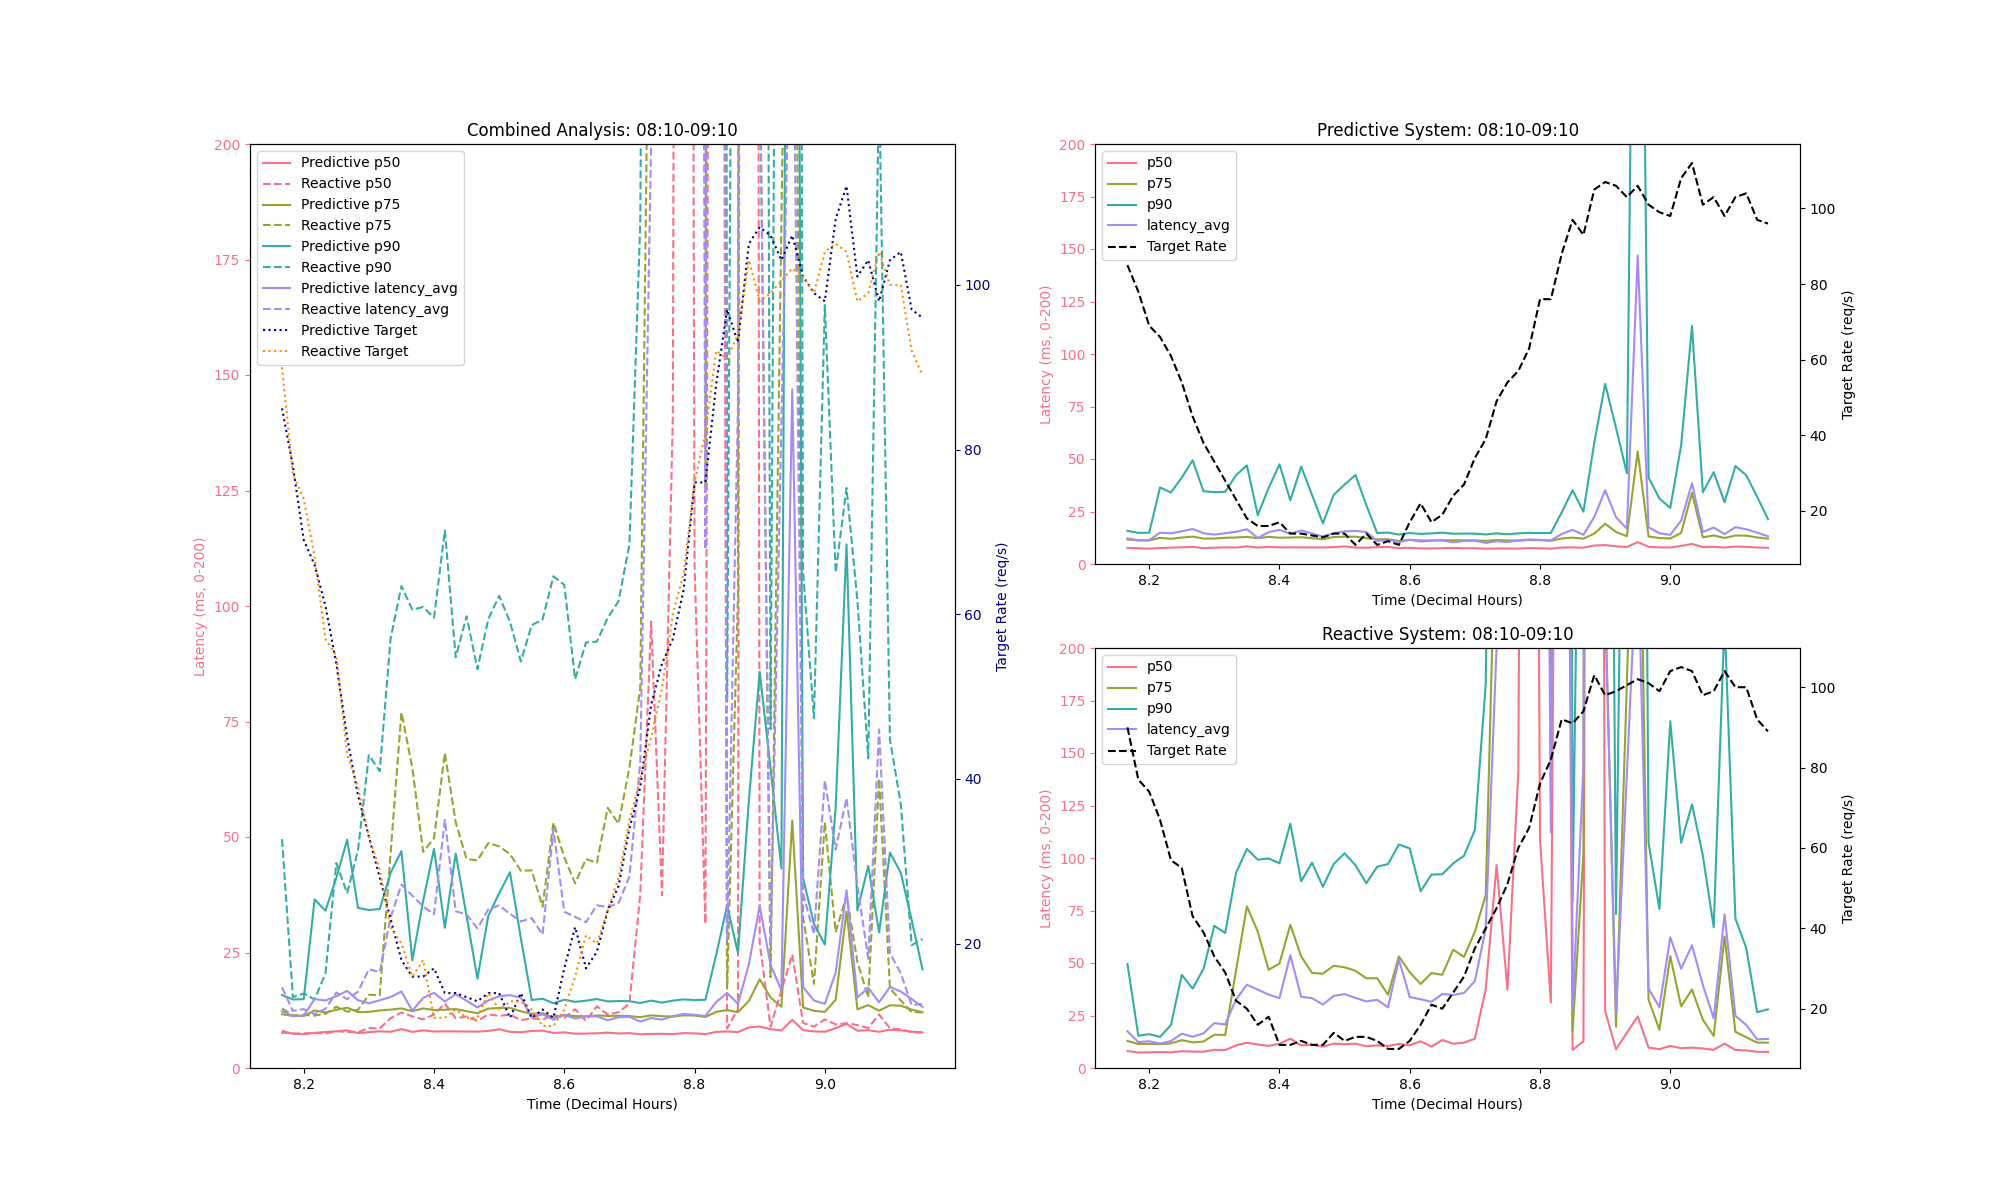 Combined Analysis: 08:10-09:10
Predictive p50
Reactive p50
Predictive p75
Reactive p75
Predictive p90
Reactive p90
Predictive latency_avg
Reactive latency_avg
Predictive Target
Reactive Target
200
175
150
125
100
75
50
25
0
Latency (ms, 0-200)
100
80
60
40
20
Target Rate (req/s)
8.2 8.4 8.6 8.8 9.0
Time (Decimal Hours)
Predictive System: 08:10-09:10
p50
p75
p90
latency_avg
Target Rate
200
175
150
125
100
75
50
25
0
Latency (ms, 0-200)
100
80
60
40
20
Target Rate (req/s)
8.2 8.4 8.6 8.8 9.0
Time (Decimal Hours)
Reactive System: 08:10-09:10
p50
p75
p90
latency_avg
Target Rate
200
175
150
125
100
75
50
25
0
Latency (ms, 0-200)
100
80
60
40
20
Target Rate (req/s)
8.2 8.4 8.6 8.8 9.0
Time (Decimal Hours)